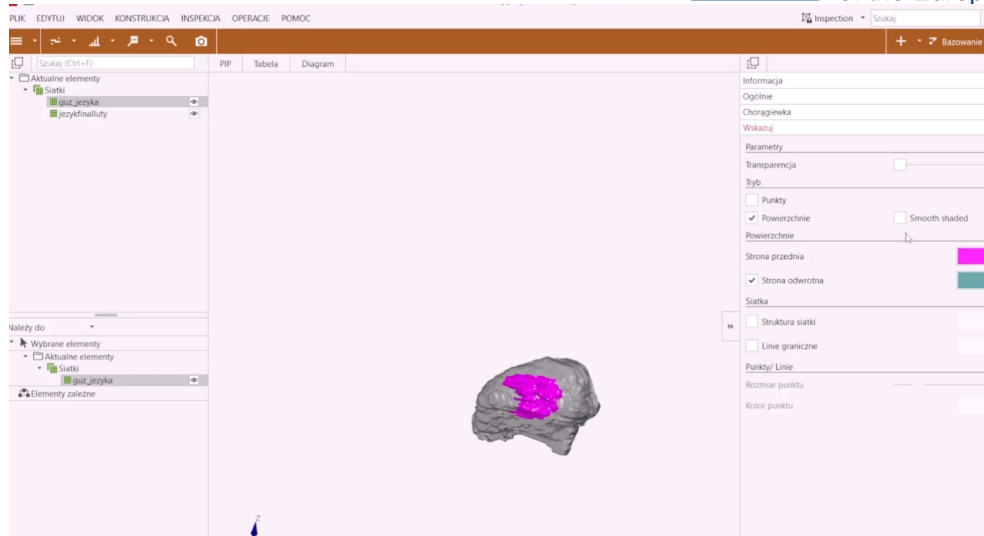 PLIK EDYTUJ WIDOK KONSTRUKCJA INSPEKCJA OPERACJE POMOC
Inspection Szukaj
Bazowanie
Szukaj (Ctrl+F)
PIP Tabela Diagram
Aktualne elementy
Siatki
guz_jezyka
jezykfinalluty
Należy do
Wybrane elementy
Aktualne elementy
Siatki
guz_jezyka
Elementy zależne
Z
Informacja
Ogólnie
Chorągiewka
Wskazuj
Parametry
Transparencja
Tryb
Punkty
Powierzchnie Smooth shaded
Powierzchnie
Strona przednia
Strona odwrotna
Siatka
Struktura siatki
Linie graniczne
Punkty/ Linie
Rozmiar punktu
Kolor punktu